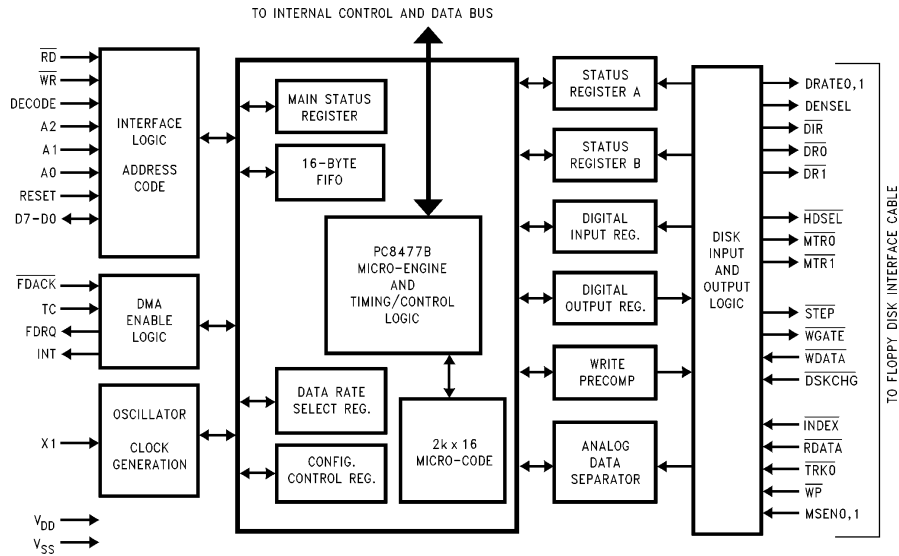 TO INTERNAL CONTROL AND DATA BUS
RD
WR
DECODE
A2
A1
A0
RESET
D7-D0
INTERFACE
LOGIC
ADDRESS
CODE
FDACK
TC
FDRQ
INT
DMA
ENABLE
LOGIC
X1
OSCILLATOR
CLOCK
GENERATION
VDD
VSS
MAIN STATUS
REGISTER
16-BYTE
FIFO
PC8477B
MICRO-ENGINE
AND
TIMING/CONTROL
LOGIC
DATA RATE
SELECT REG.
CONFIG.
CONTROL REG.
2k x 16
MICRO-CODE
STATUS
REGISTER A
STATUS
REGISTER B
DIGITAL
INPUT REG.
DIGITAL
OUTPUT REG.
WRITE
PRECOMP
ANALOG
DATA
SEPARATOR
DISK
INPUT
AND
OUTPUT
LOGIC
DRATE0,1
DENSEL
DIR
DR0
DR1
HDSEL
MTR0
MTR1
STEP
WGATE
WDATA
DSKCHG
INDEX
RDATA
TRK0
WP
MSEN0,1
TO FLOPPY DISK INTERFACE CABLE